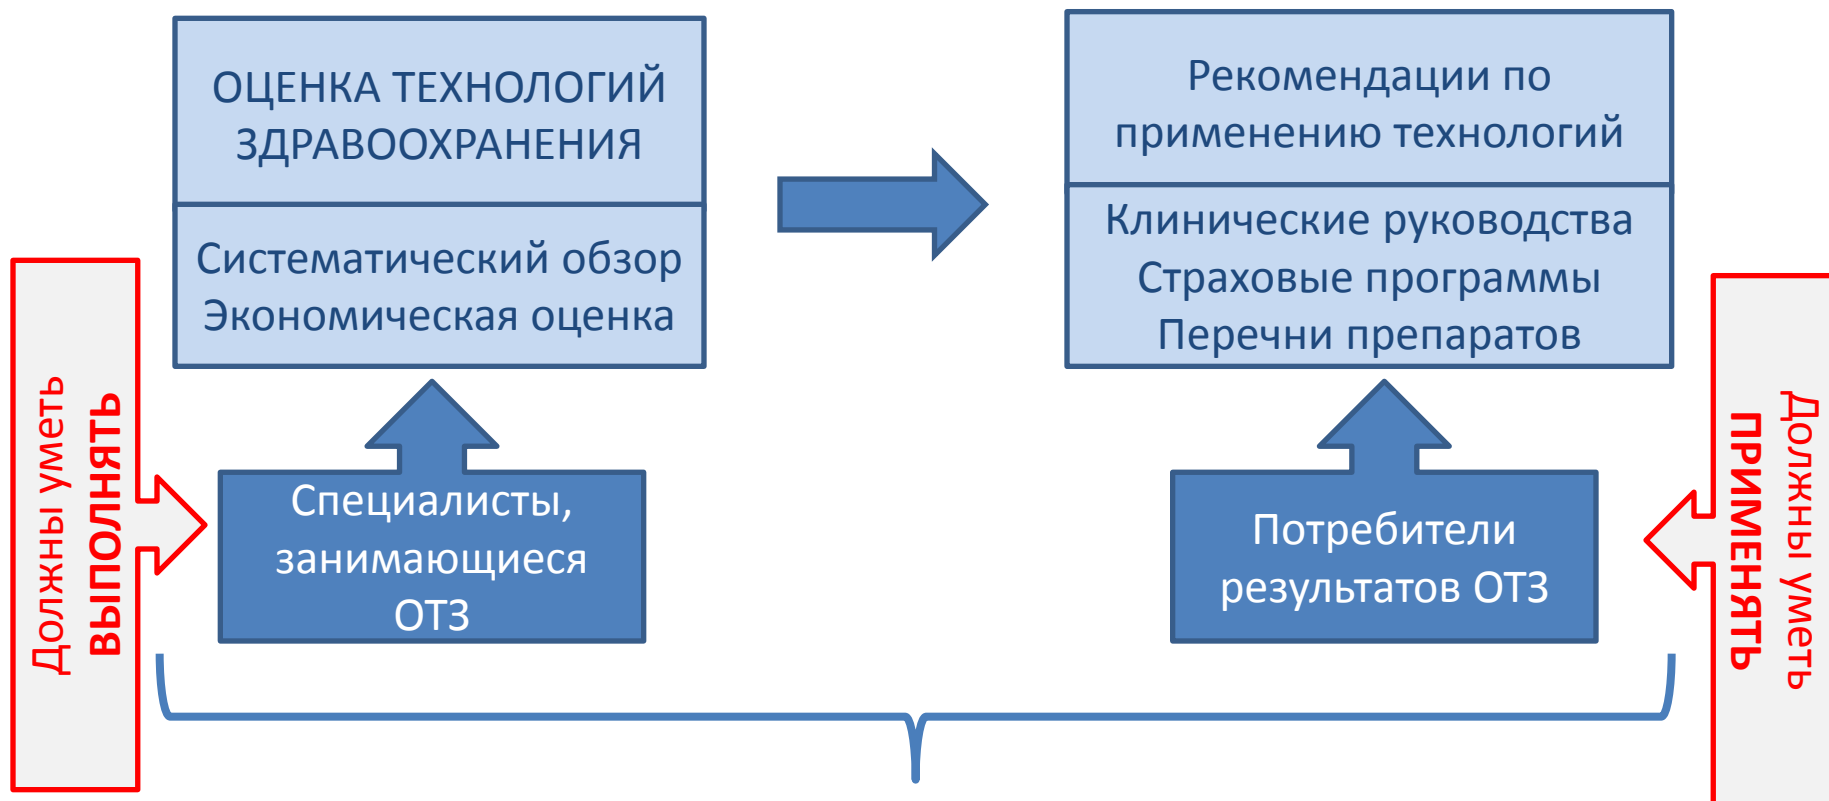 ОЦЕНКА ТЕХНОЛОГИЙ
ЗДРАВООХРАНЕНИЯ
Систематический обзор
Экономическая оценка
Рекомендации по
применению технологий
Клинические руководства
Страховые программы
Перечни препаратов
Должны уметь
ВЫПОЛНЯТЬ
Специалисты,
занимающиеся
ОТЗ
Потребители
результатов ОТЗ
Должны уметь
ПРИМЕНЯТЬ